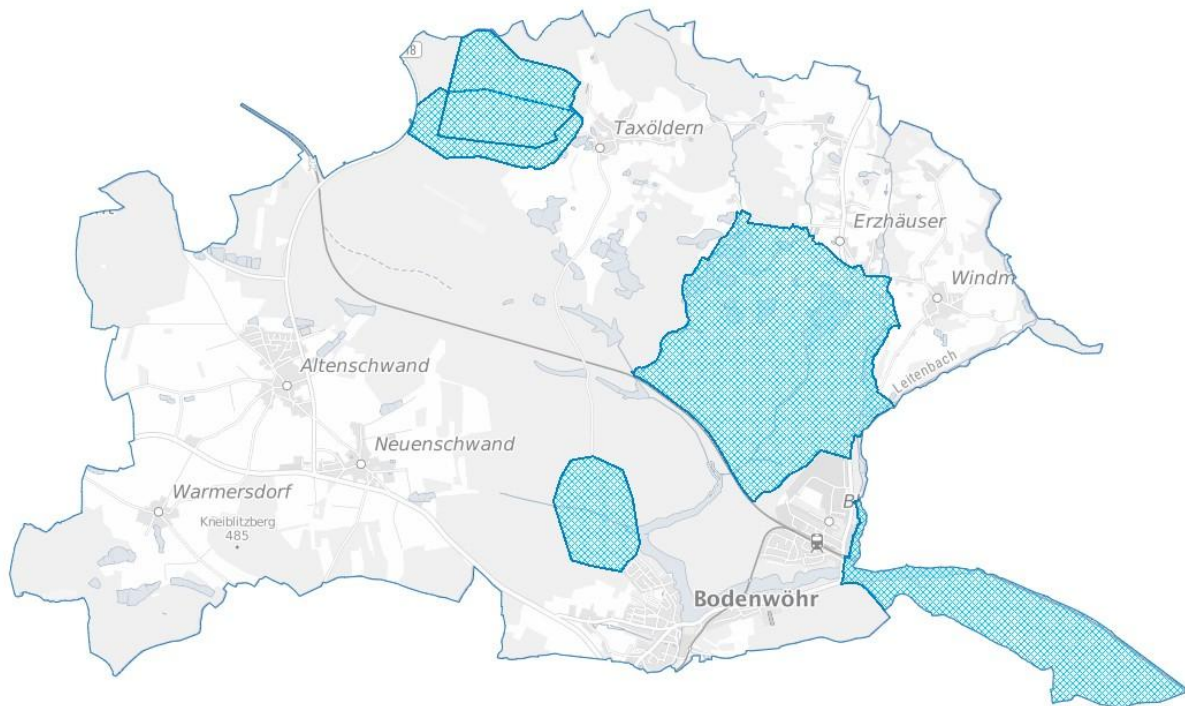 Taxöldern
Erzhäuser
Windm
Leitenbach
Altenschwand
Neuenschwand
Warmersdorf
Kneiblitzberg
485
B
Bodenwöhr